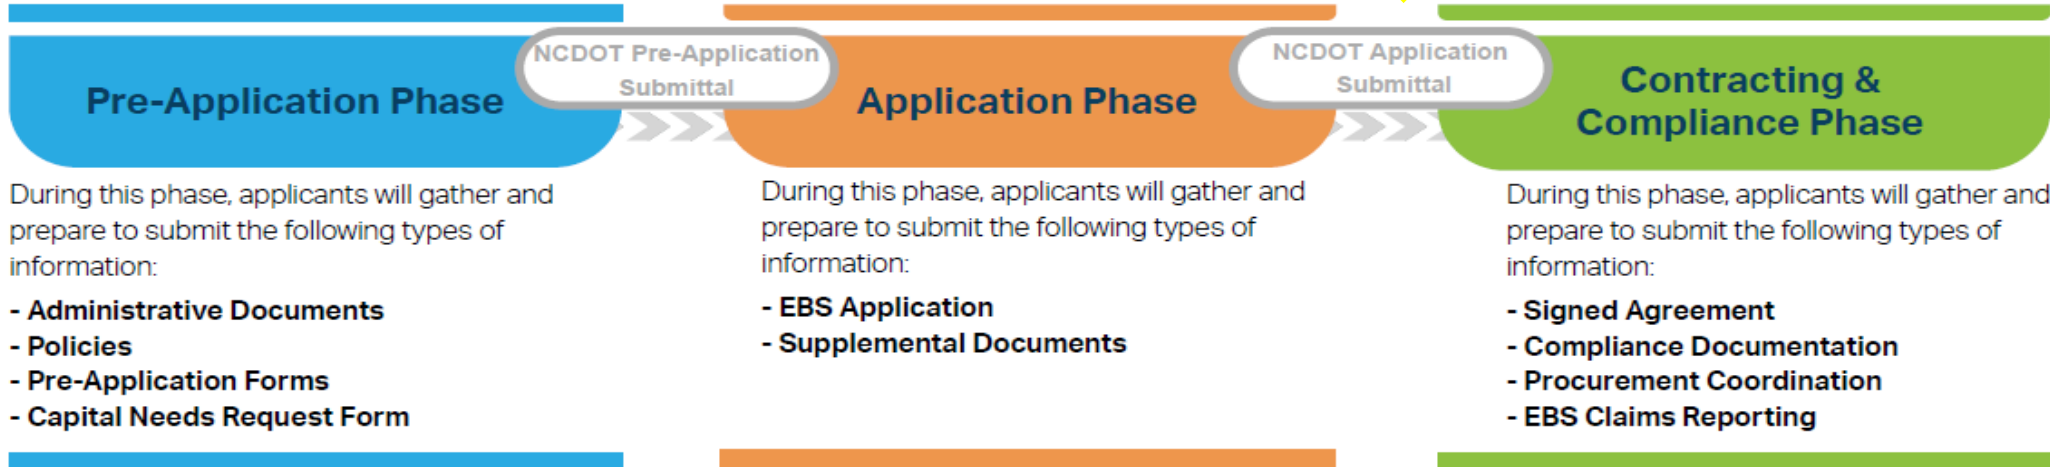 Pre-Application Phase
NCDOT Pre-Application
Submittal
Application Phase
NCDOT Application
Submittal
Contracting &
Compliance Phase
During this phase, applicants will gather and
prepare to submit the following types of
information:
- Administrative Documents
- Policies
- Pre-Application Forms
- Capital Needs Request Form
During this phase, applicants will gather and
prepare to submit the following types of
information:
- EBS Application
- Supplemental Documents
During this phase, applicants will gather and
prepare to submit the following types of
information:
- Signed Agreement
- Compliance Documentation
- Procurement Coordination
- EBS Claims Reporting